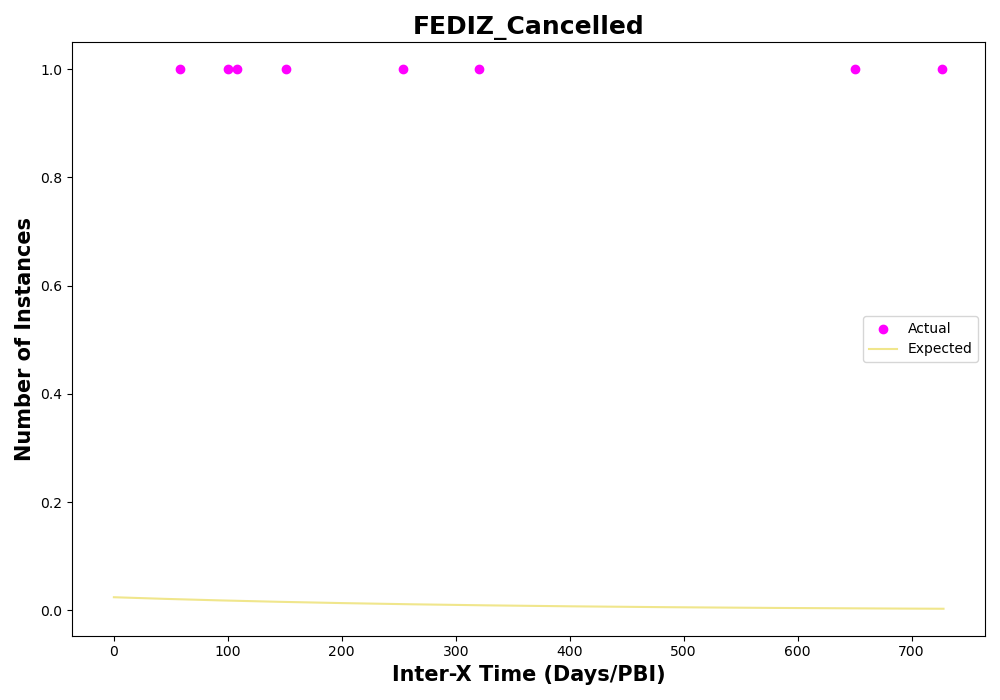 FEDIZ_Cancelled
Number of Instances
1.0
0.8
0.6
0.4
0.2
0.0
Actual
Expected
0 100 200 300 400 500 600 700
Inter-X Time (Days/PBI)